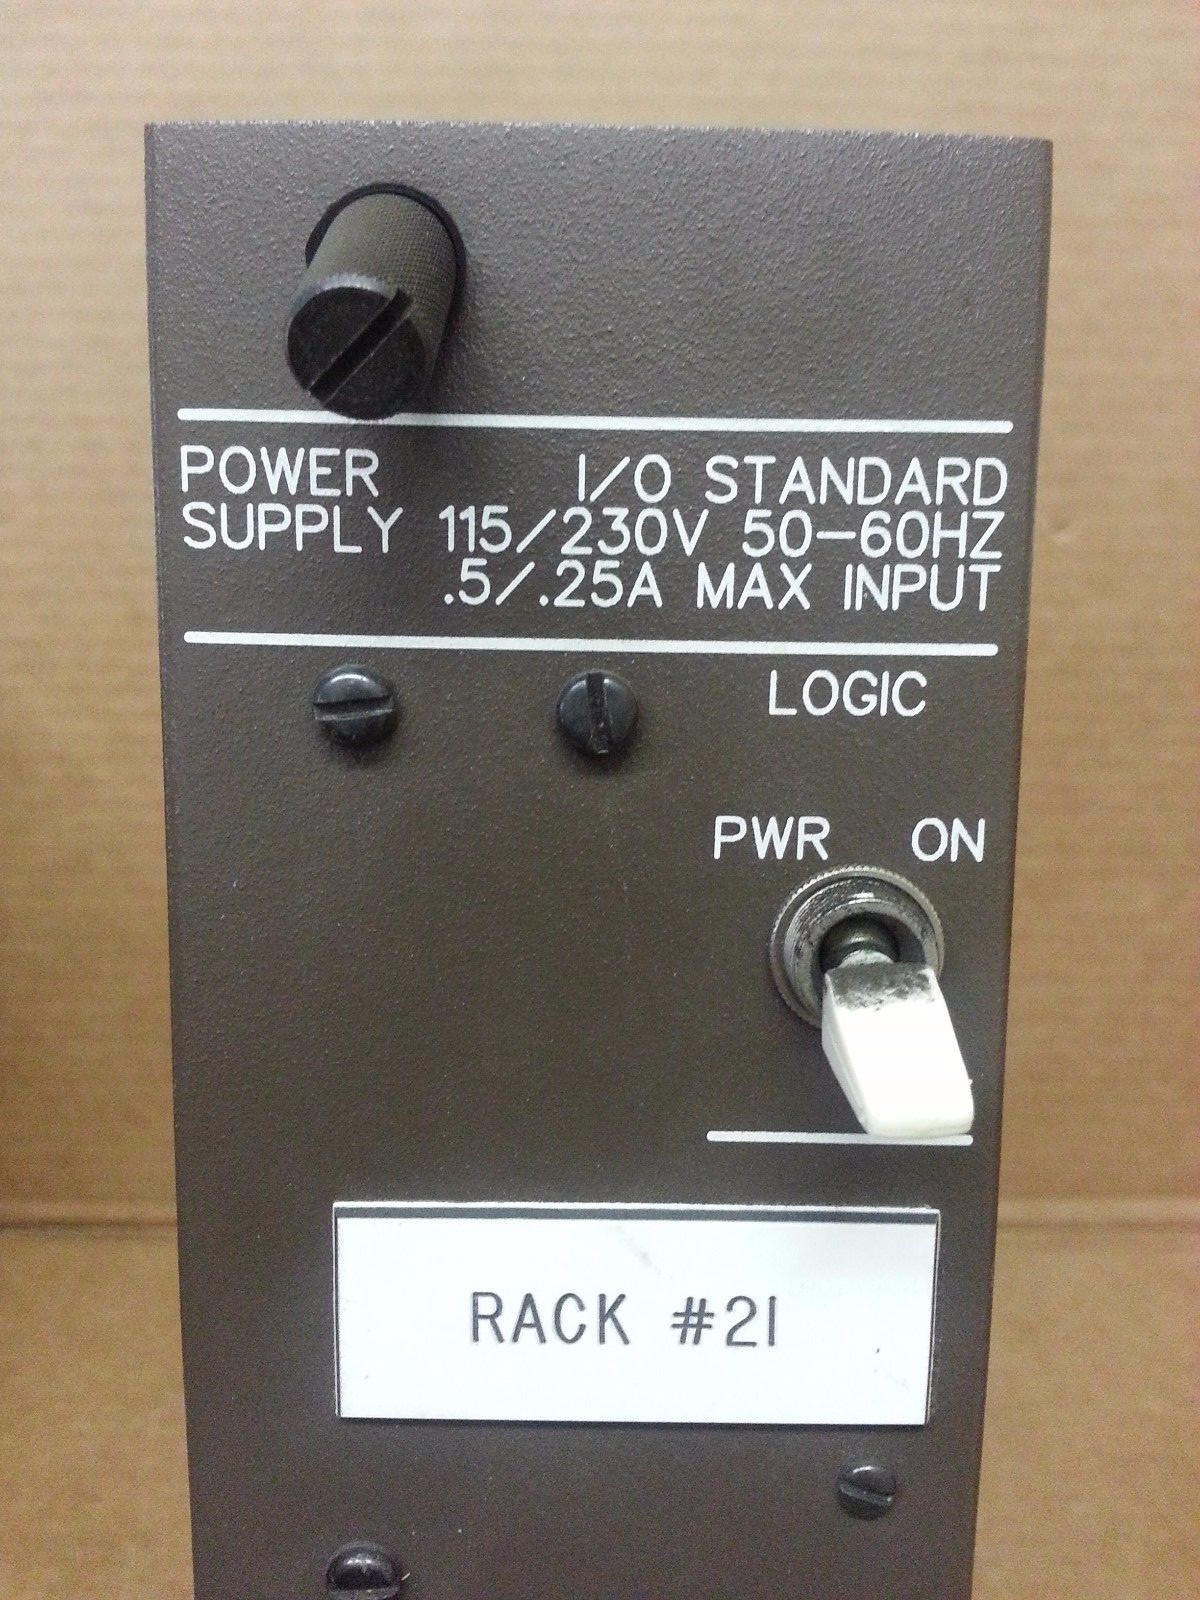 POWER I/O STANDARD
SUPPLY 115/230V 50-60HZ
.5/.25A MAX INPUT
LOGIC
PWR ON
RACK #21